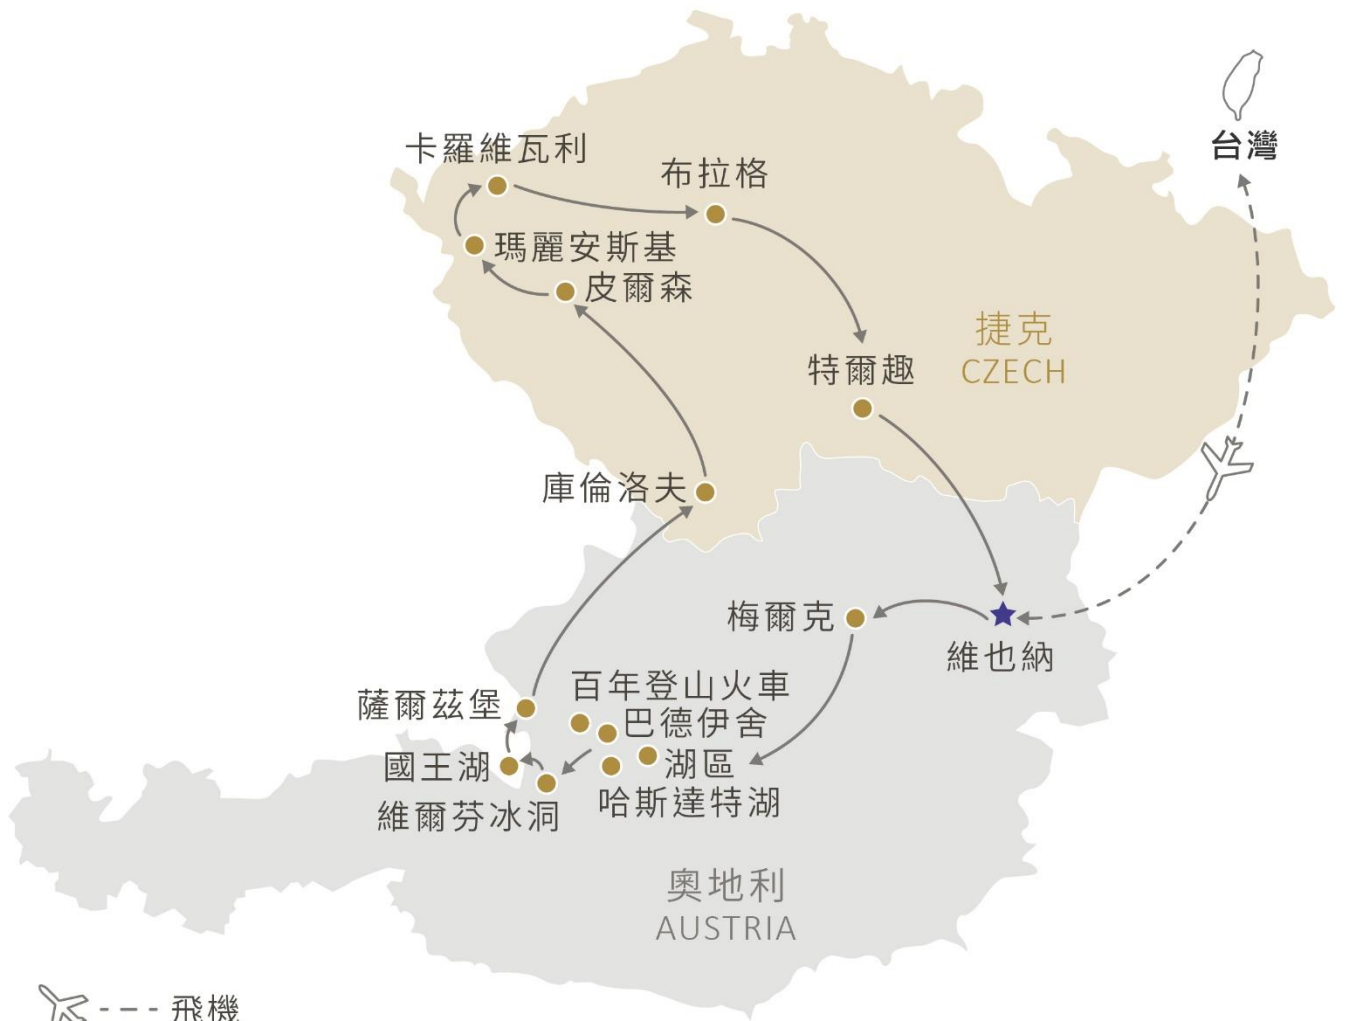 台灣
卡羅維瓦利
布拉格
瑪麗安斯基
皮爾森
捷克
CZECH
特爾趣
庫倫洛夫
梅爾克
維也納
百年登山火車
薩爾茲堡
巴德伊舍
國王湖
湖區
哈斯達特湖
維爾芬冰洞
奧地利
AUSTRIA
飛機